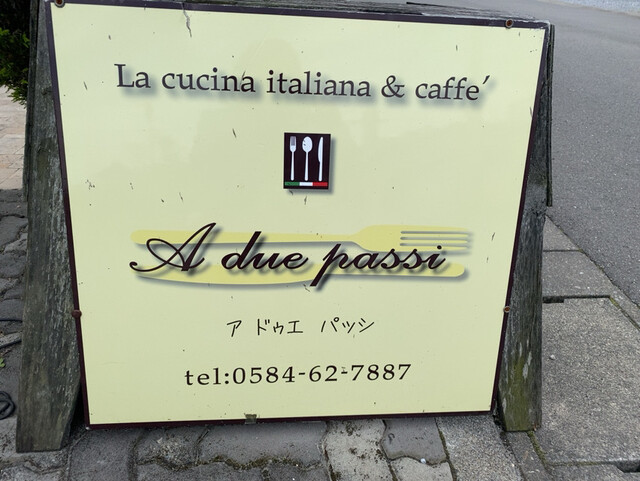 La cucina italiana & caffe'
A due passi
ア ドゥエ パッシ
tel:0584-62-7887